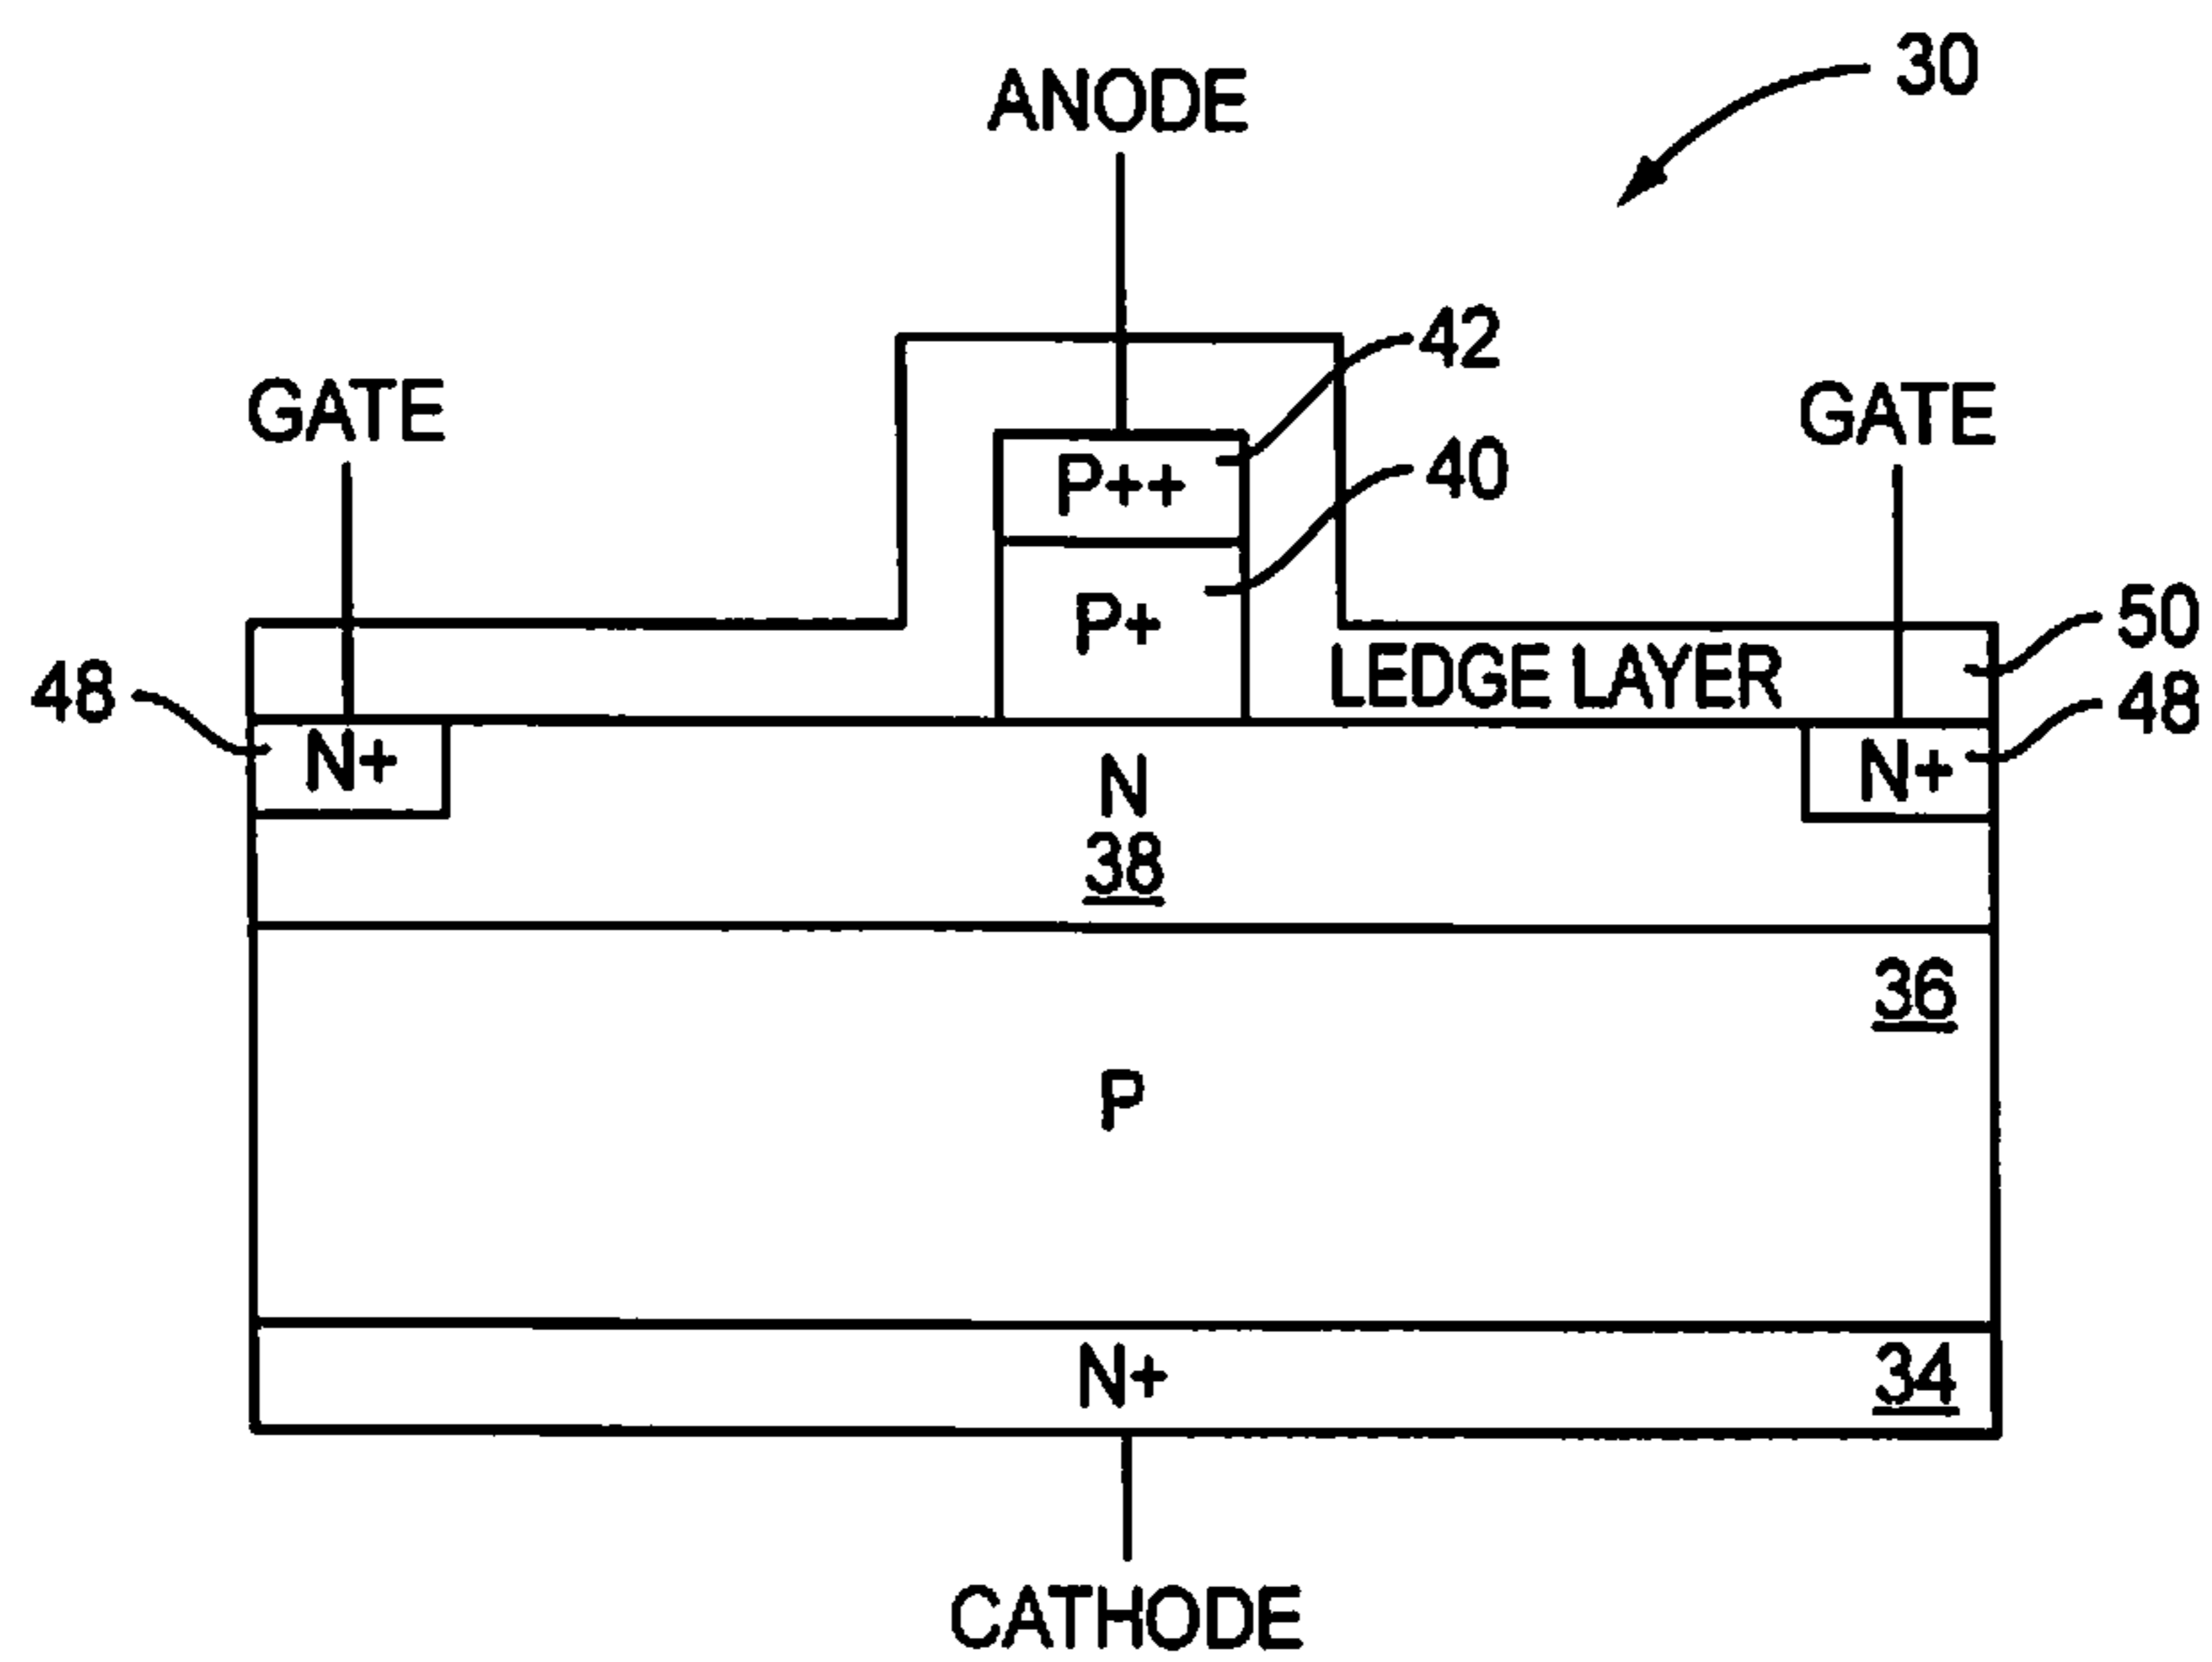 30
ANODE
42
GATE
GATE
40
P++
P+
50
LEDGE LAYER
48
48
N+
N
N+
38
36
P
N+
34
CATHODE